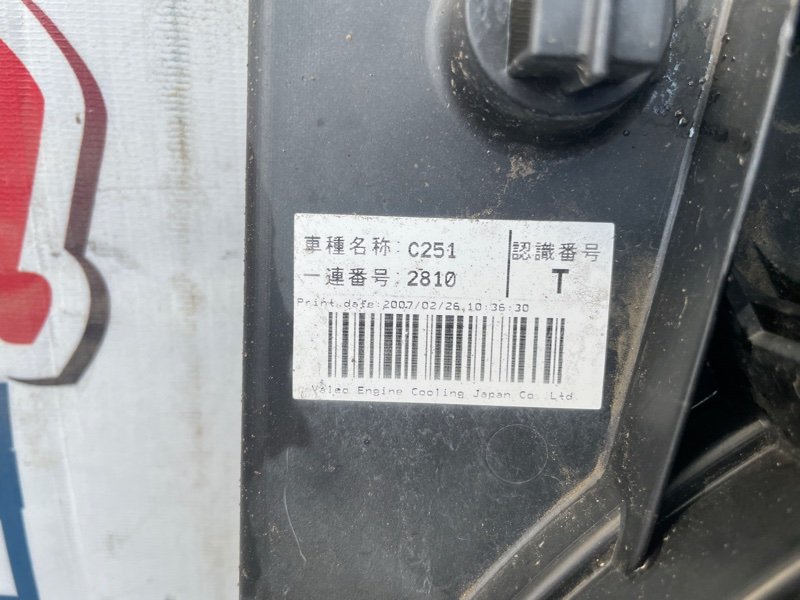 車種名称: C251
認識番号
一連番号: 2810
T
Print date:2007/02/26 10:36:30
Valeo Engine Cooling Japan Co. Ltd.